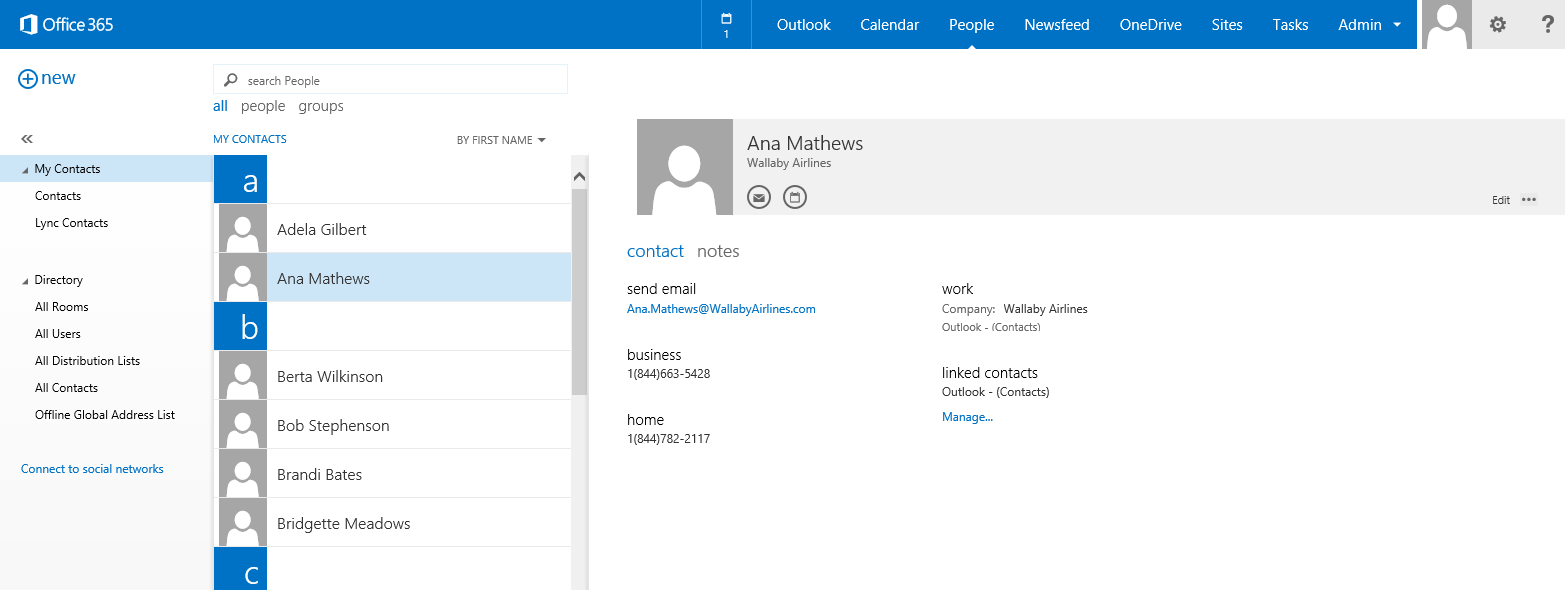 Office 365
1
Outlook
Calendar
People
Newsfeed
OneDrive
Sites
Tasks
Admin
?
new
search People
all people groups
«
MY CONTACTS
BY FIRST NAME
My Contacts
Contacts
Lync Contacts
Directory
All Rooms
All Users
All Distribution Lists
All Contacts
Offline Global Address List
Connect to social networks
a
Adela Gilbert
Ana Mathews
b
Berta Wilkinson
Bob Stephenson
Brandi Bates
Bridgette Meadows
c
Ana Mathews
Wallaby Airlines
Edit •••
contact notes
send email
Ana.Mathews@WallabyAirlines.com
business
1(844)663-5428
home
1(844)782-2117
work
Company: Wallaby Airlines
Outlook - (Contacts)
linked contacts
Outlook - (Contacts)
Manage...